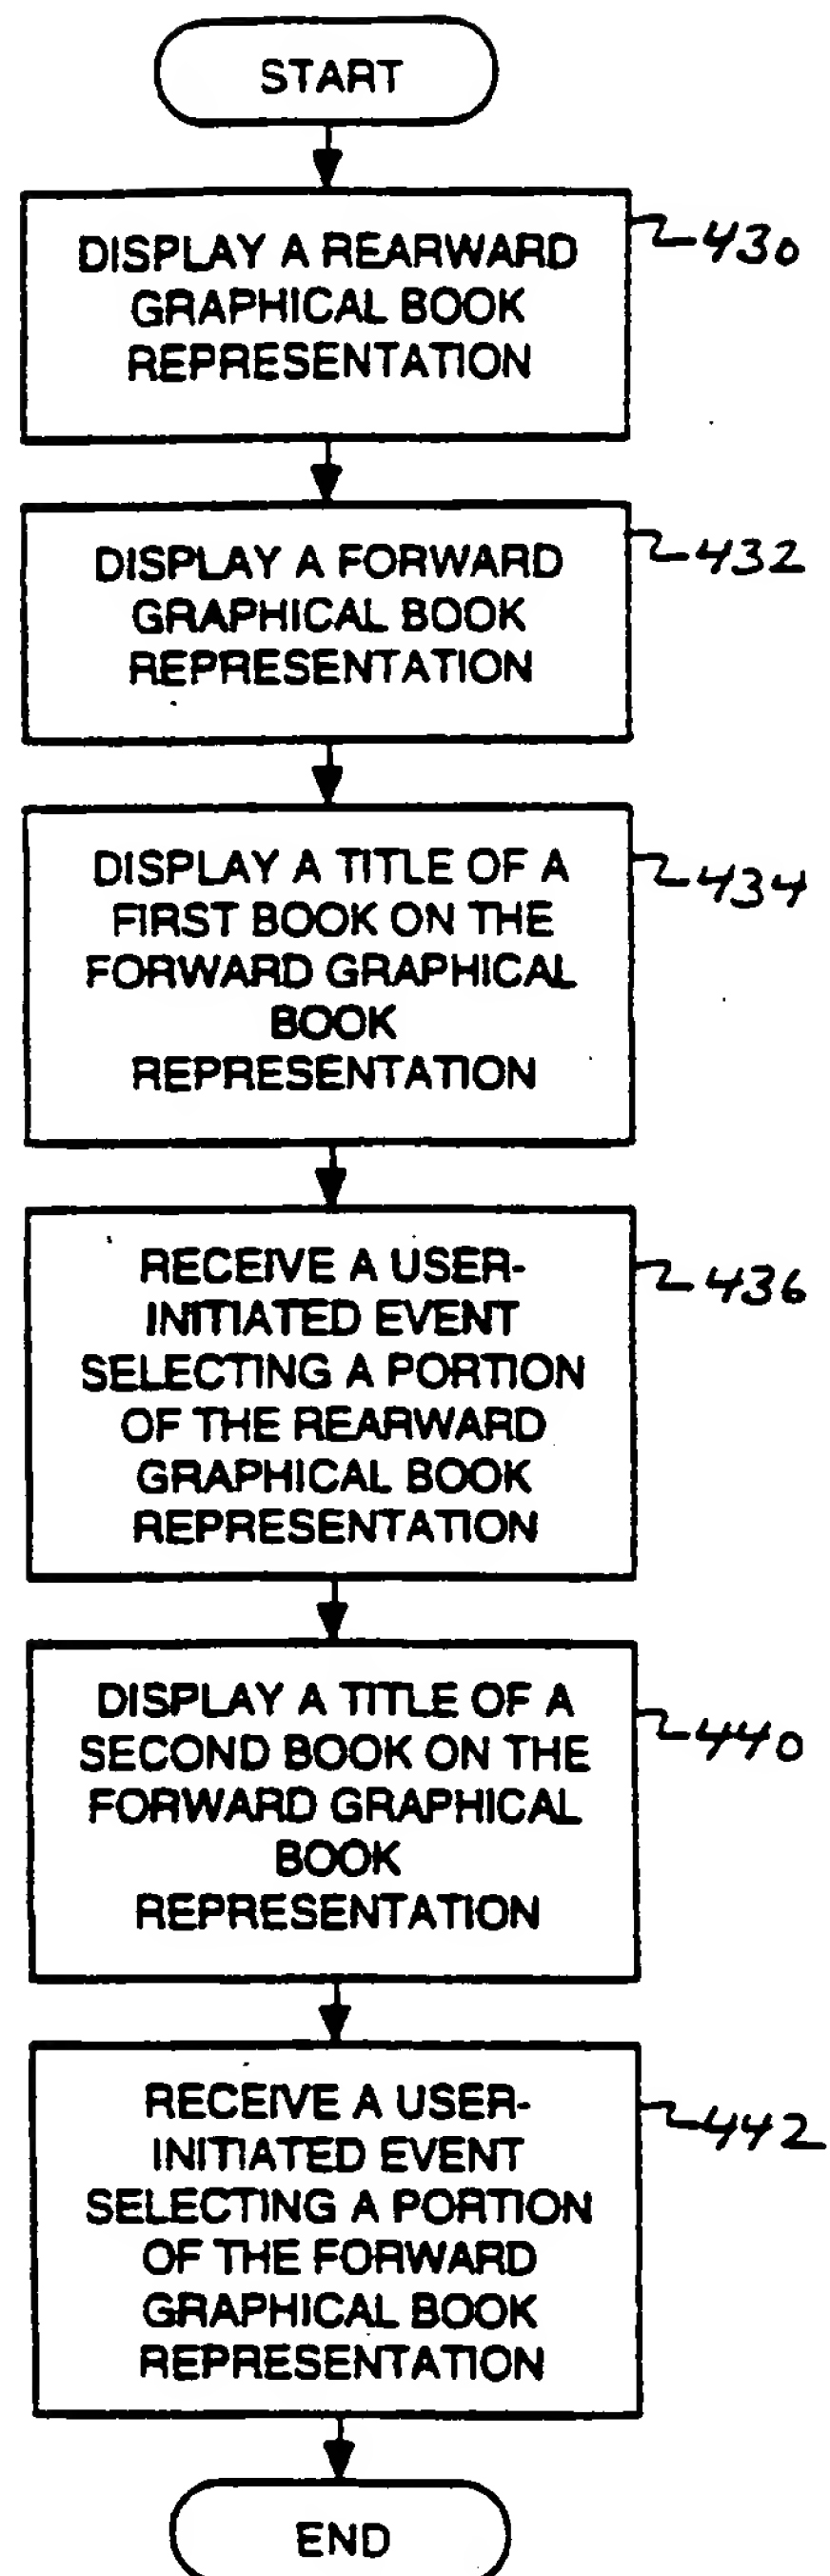 START
DISPLAY A REARWARD
GRAPHICAL BOOK
REPRESENTATION
430
DISPLAY A FORWARD
GRAPHICAL BOOK
REPRESENTATION
432
DISPLAY A TITLE OF A
FIRST BOOK ON THE
FORWARD GRAPHICAL
BOOK
REPRESENTATION
434
RECEIVE A USER-
INITIATED EVENT
SELECTING A PORTION
OF THE REARWARD
GRAPHICAL BOOK
REPRESENTATION
436
DISPLAY A TITLE OF A
SECOND BOOK ON THE
FORWARD GRAPHICAL
BOOK
REPRESENTATION
440
RECEIVE A USER-
INITIATED EVENT
SELECTING A PORTION
OF THE FORWARD
GRAPHICAL BOOK
REPRESENTATION
442
END